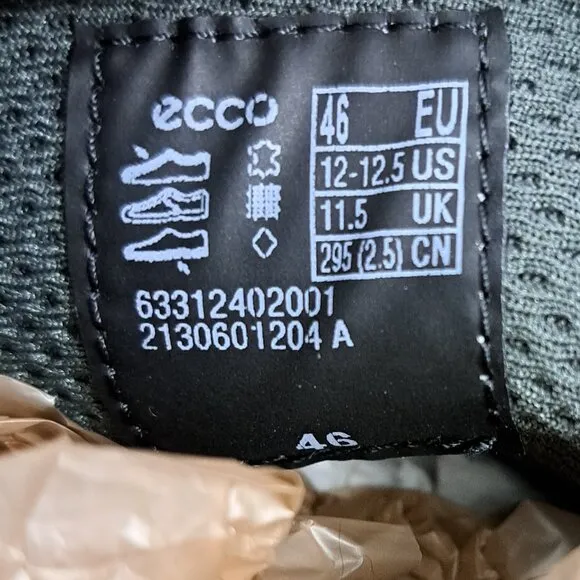 ecco
46 EU
12-12.5 US
11.5 UK
295 (2.5) CN
63312402001
2130601204 A
46